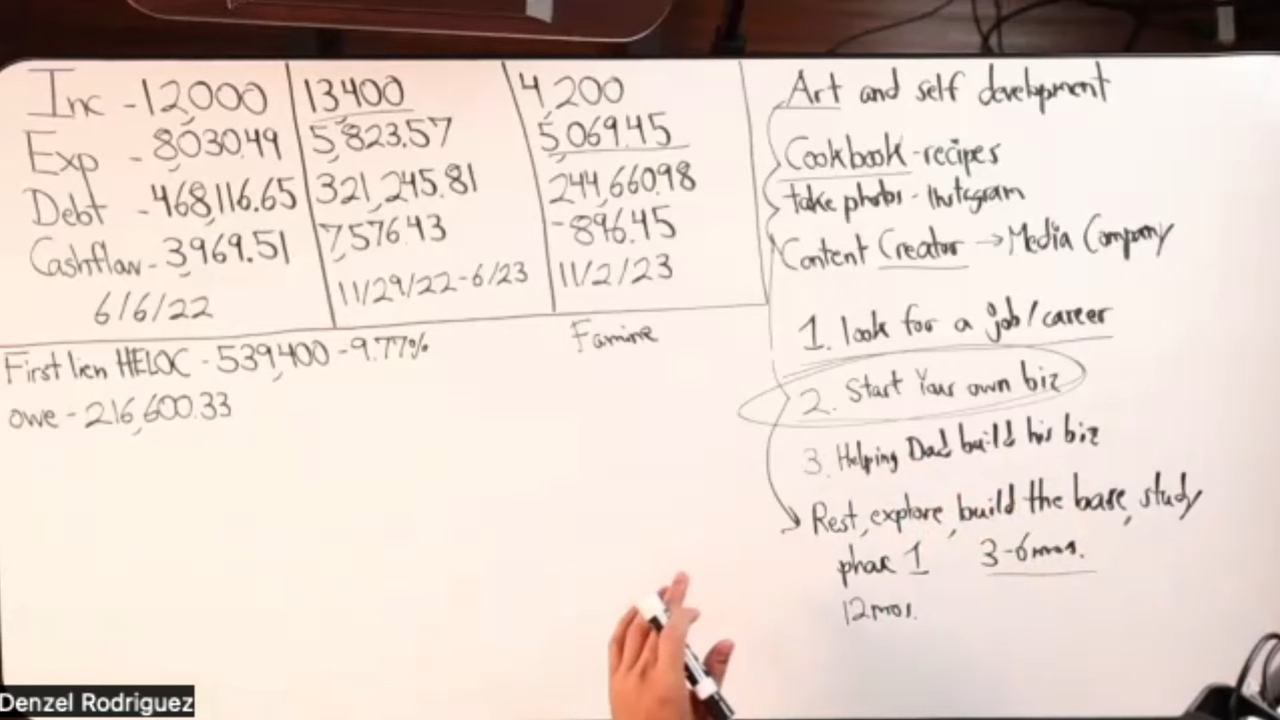 Inc - 12,000 13400 4,200
Exp - 8,030.49 5,823.57 5,069.45
Debt - 468,116.65 321,245.81 244,660.98
Cashflow - 3,969.51 7,576.43 -896.45
6/6/22 11/29/22-6/23 11/2/23
First lien HELOC - 539,400 - 9.77% Famine
owe - 216,600.33
Art and self development
Cookbook - recipes
take photos - Instagram
Content Creator → Media Company
1. look for a job/career
2. Start Your own biz
3. Helping Dad build his biz
Rest, explore, build the base, study
phase 1 3-6 mos.
12 mos.
Denzel Rodriguez